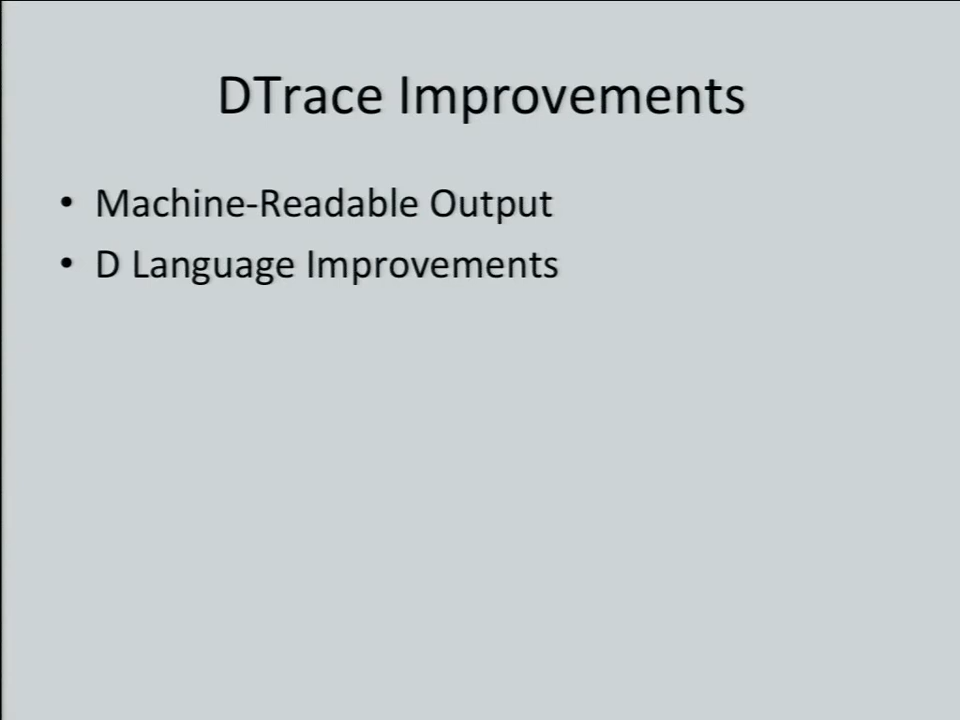 DTrace Improvements
• Machine-Readable Output
• D Language Improvements